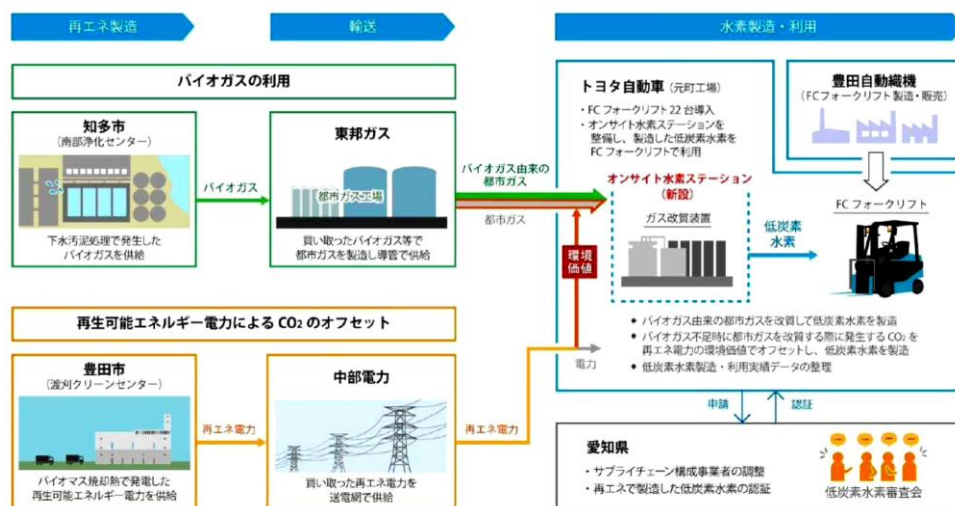 再エネ製造
輸送
水素製造・利用
バイオガスの利用
知多市
(南部浄化センター)
バイオガス
下水汚泥処理で発生した
バイオガスを供給
東邦ガス
都市ガス工場
買い取ったバイオガス等で
都市ガスを製造し導管で供給
バイオガス由来の
都市ガス
都市ガス
環境
価値
再生可能エネルギー電力による CO2 のオフセット
豊田市
(渡刈クリーンセンター)
再エネ電力
バイオマス焼却熱で発電した
再生可能エネルギー電力を供給
中部電力
買い取った再エネ電力を
送電網で供給
再エネ電力
電力
トヨタ自動車 (元町工場)
・FC フォークリフト 22 台導入
・オンサイト水素ステーションを
整備し、製造した低炭素水素を
FC フォークリフトで利用
オンサイト水素ステーション
(新設)
ガス改質装置
低炭素
水素
豊田自動織機
(FCフォークリフト製造・販売)
FC フォークリフト
◆ バイオガス由来の都市ガスを改質して低炭素水素を製造
◆ バイオガス不足時に都市ガスを改質する際に発生する CO2 を
再エネ電力の環境価値でオフセットし、低炭素水素を製造
◆ 低炭素水素製造・利用実績データの整理
申請
認証
愛知県
・サプライチェーン構成事業者の調整
・再エネで製造した低炭素水素の認証
低炭素水素審査会